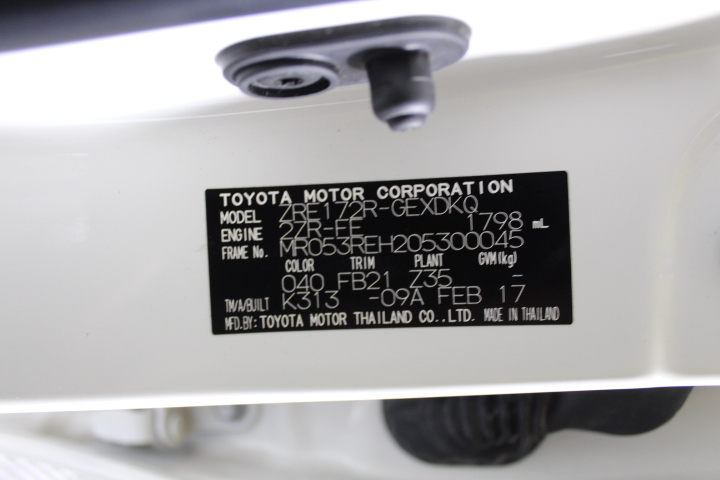 TOYOTA MOTOR CORPORATION
MODEL ZRE172R-GEXDKQ
ENGINE 2ZR-FE 1798 mL
FRAME No. MR053REH205300045
COLOR TRIM PLANT GVM(kg)
040 FB21 Z35 -
TM/A/BUILT K313 -09A FEB 17
MFD.BY: TOYOTA MOTOR THAILAND CO.,LTD. MADE IN THAILAND